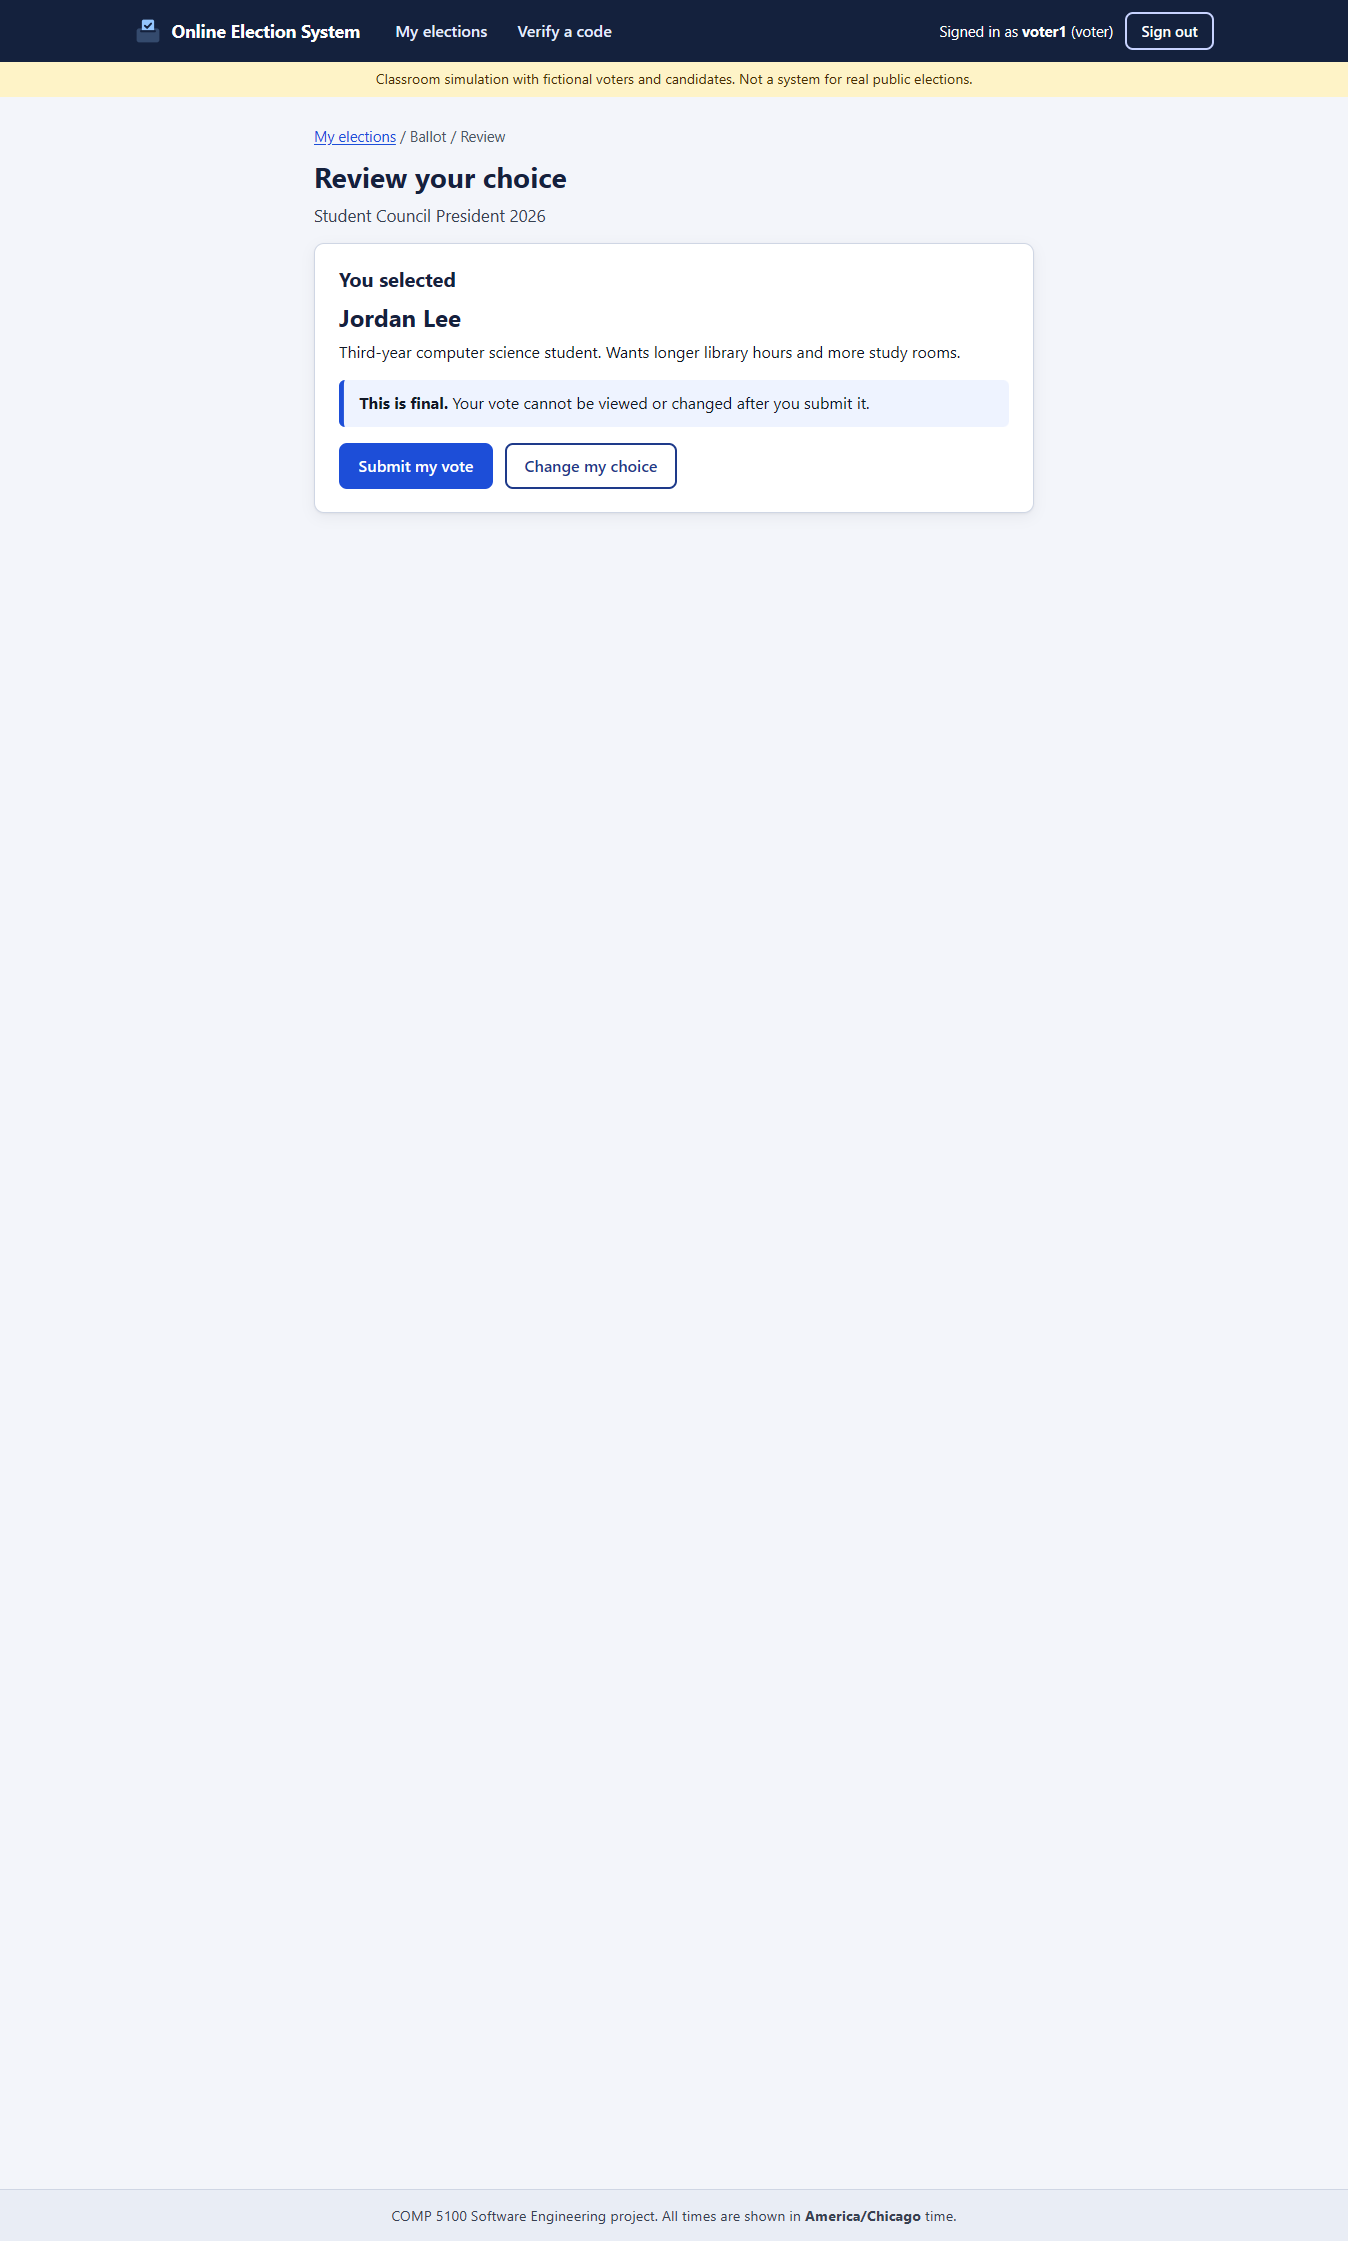 Online Election System
My elections
Verify a code
Signed in as voter1 (voter)
Sign out
Classroom simulation with fictional voters and candidates. Not a system for real public elections.
My elections / Ballot / Review
Review your choice
Student Council President 2026
You selected
Jordan Lee
Third-year computer science student. Wants longer library hours and more study rooms.
This is final. Your vote cannot be viewed or changed after you submit it.
Submit my vote
Change my choice
COMP 5100 Software Engineering project. All times are shown in America/Chicago time.